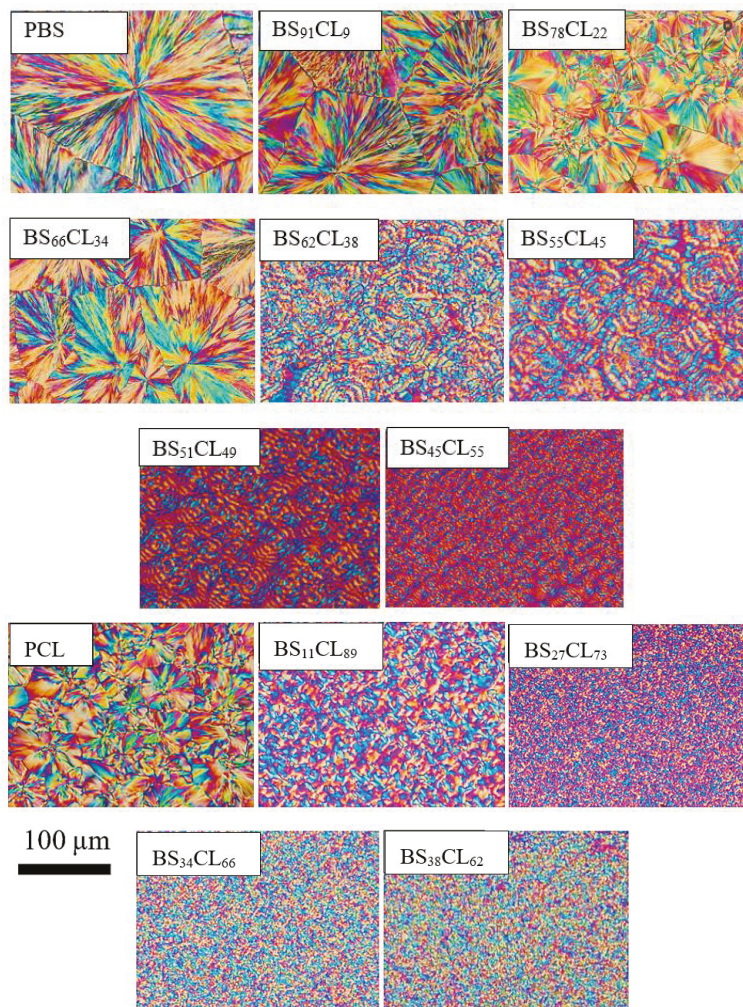 PBS
BS₉₁CL₉
BS₇₈CL₂₂
BS₆₆CL₃₄
BS₆₂CL₃₈
BS₅₅CL₄₅
BS₅₁CL₄₉
BS₄₅CL₅₅
PCL
BS₁₁CL₈₉
BS₂₇CL₇₃
100 µm
BS₃₄CL₆₆
BS₃₈CL₆₂